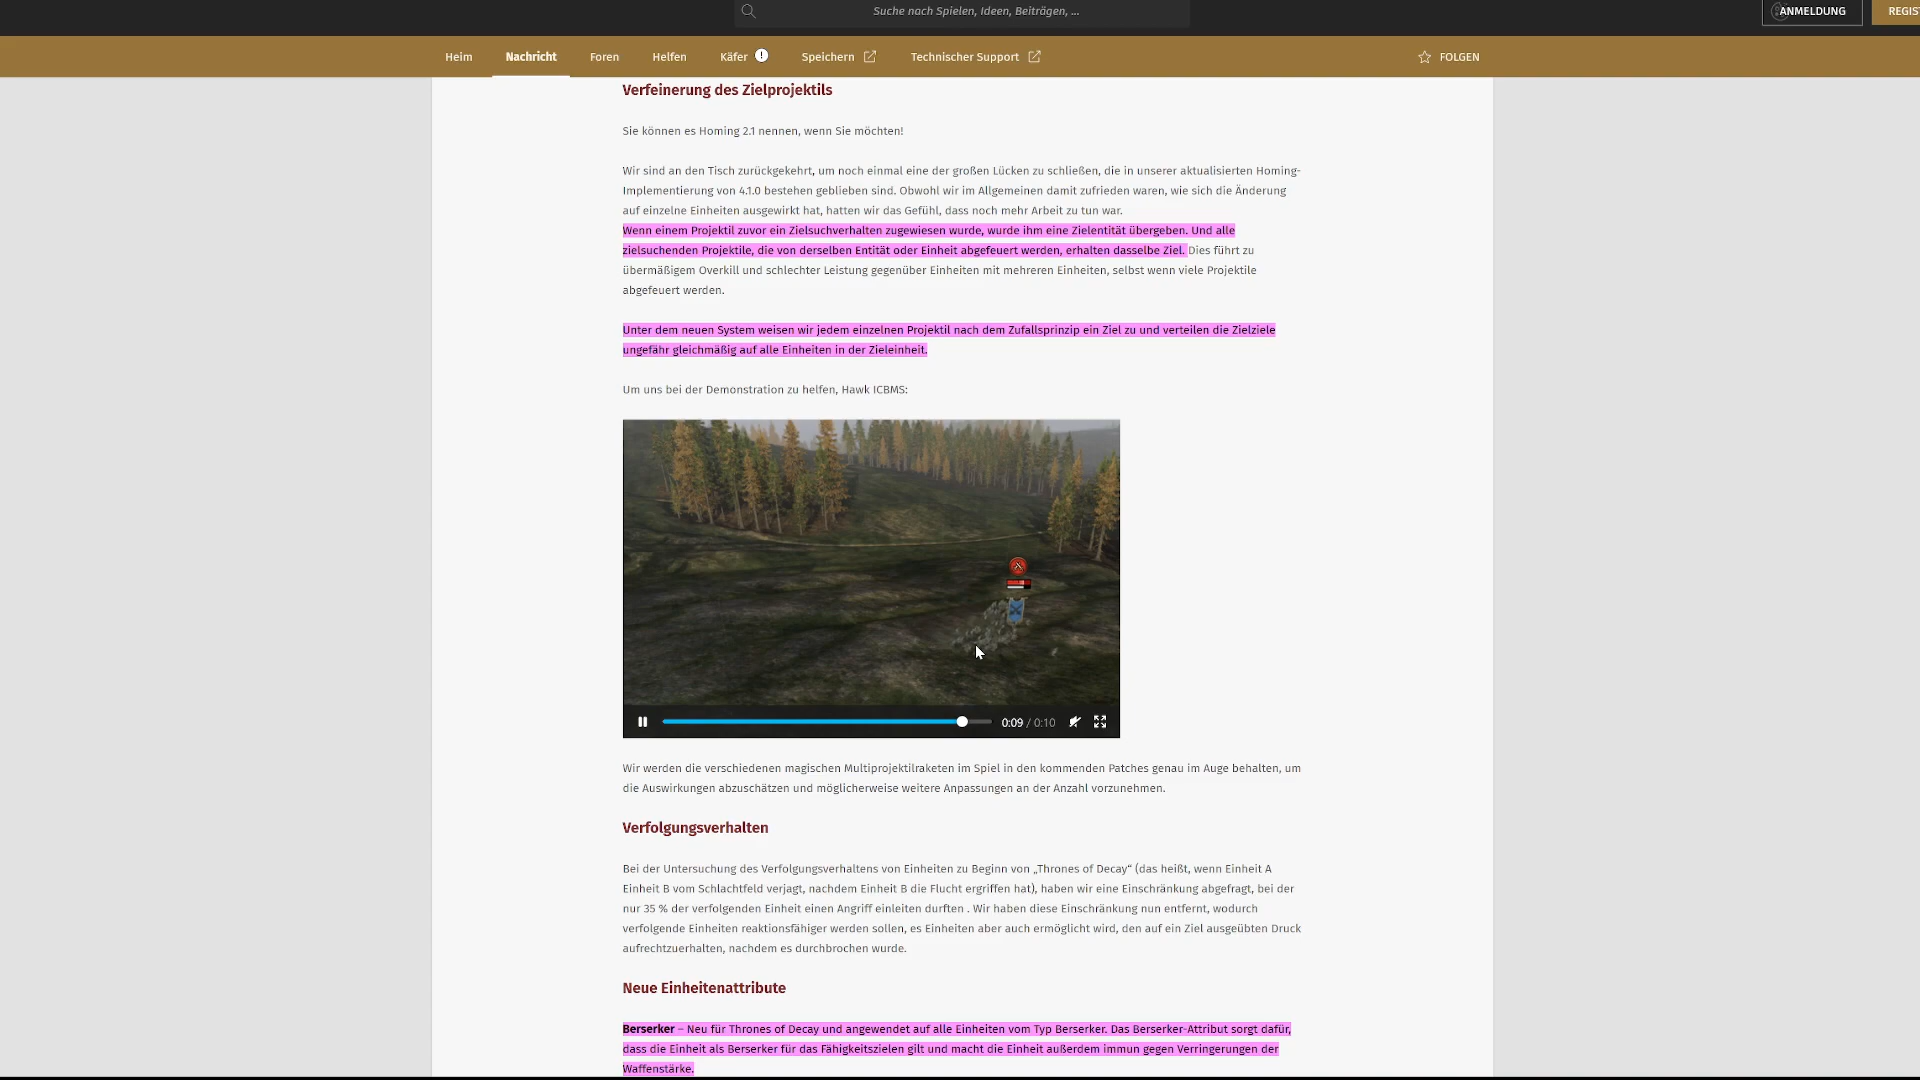 Suche nach Spielen, Ideen, Beiträgen, ...
ANMELDUNG
REGIS
Heim
Nachricht
Foren
Helfen
Käfer
Speichern
Technischer Support
FOLGEN
Verfeinerung des Zielprojektils
Sie können es Homing 2.1 nennen, wenn Sie möchten!
Wir sind an den Tisch zurückgekehrt, um noch einmal eine der großen Lücken zu schließen, die in unserer aktualisierten Homing-
Implementierung von 4.1.0 bestehen geblieben sind. Obwohl wir im Allgemeinen damit zufrieden waren, wie sich die Änderung
auf einzelne Einheiten ausgewirkt hat, hatten wir das Gefühl, dass noch mehr Arbeit zu tun war.
Wenn einem Projektil zuvor ein Zielsuchverhalten zugewiesen wurde, wurde ihm eine Zielentität übergeben. Und alle
zielsuchenden Projektile, die von derselben Entität oder Einheit abgefeuert werden, erhalten dasselbe Ziel. Dies führt zu
übermäßigem Overkill und schlechter Leistung gegenüber Einheiten mit mehreren Einheiten, selbst wenn viele Projektile
abgefeuert werden.
Unter dem neuen System weisen wir jedem einzelnen Projektil nach dem Zufallsprinzip ein Ziel zu und verteilen die Zielziele
ungefähr gleichmäßig auf alle Einheiten in der Zieleinheit.
Um uns bei der Demonstration zu helfen, Hawk ICBMS:
0:09 / 0:10
Wir werden die verschiedenen magischen Multiprojektilraketen im Spiel in den kommenden Patches genau im Auge behalten, um
die Auswirkungen abzuschätzen und möglicherweise weitere Anpassungen an der Anzahl vorzunehmen.
Verfolgungsverhalten
Bei der Untersuchung des Verfolgungsverhaltens von Einheiten zu Beginn von „Thrones of Decay“ (das heißt, wenn Einheit A
Einheit B vom Schlachtfeld verjagt, nachdem Einheit B die Flucht ergriffen hat), haben wir eine Einschränkung abgefragt, bei der
nur 35 % der verfolgenden Einheit einen Angriff einleiten durften . Wir haben diese Einschränkung nun entfernt, wodurch
verfolgende Einheiten reaktionsfähiger werden sollen, es Einheiten aber auch ermöglicht wird, den auf ein Ziel ausgeübten Druck
aufrechtzuerhalten, nachdem es durchbrochen wurde.
Neue Einheitenattribute
Berserker – Neu für Thrones of Decay und angewendet auf alle Einheiten vom Typ Berserker. Das Berserker-Attribut sorgt dafür,
dass die Einheit als Berserker für das Fähigkeitszielen gilt und macht die Einheit außerdem immun gegen Verringerungen der
Waffenstärke.